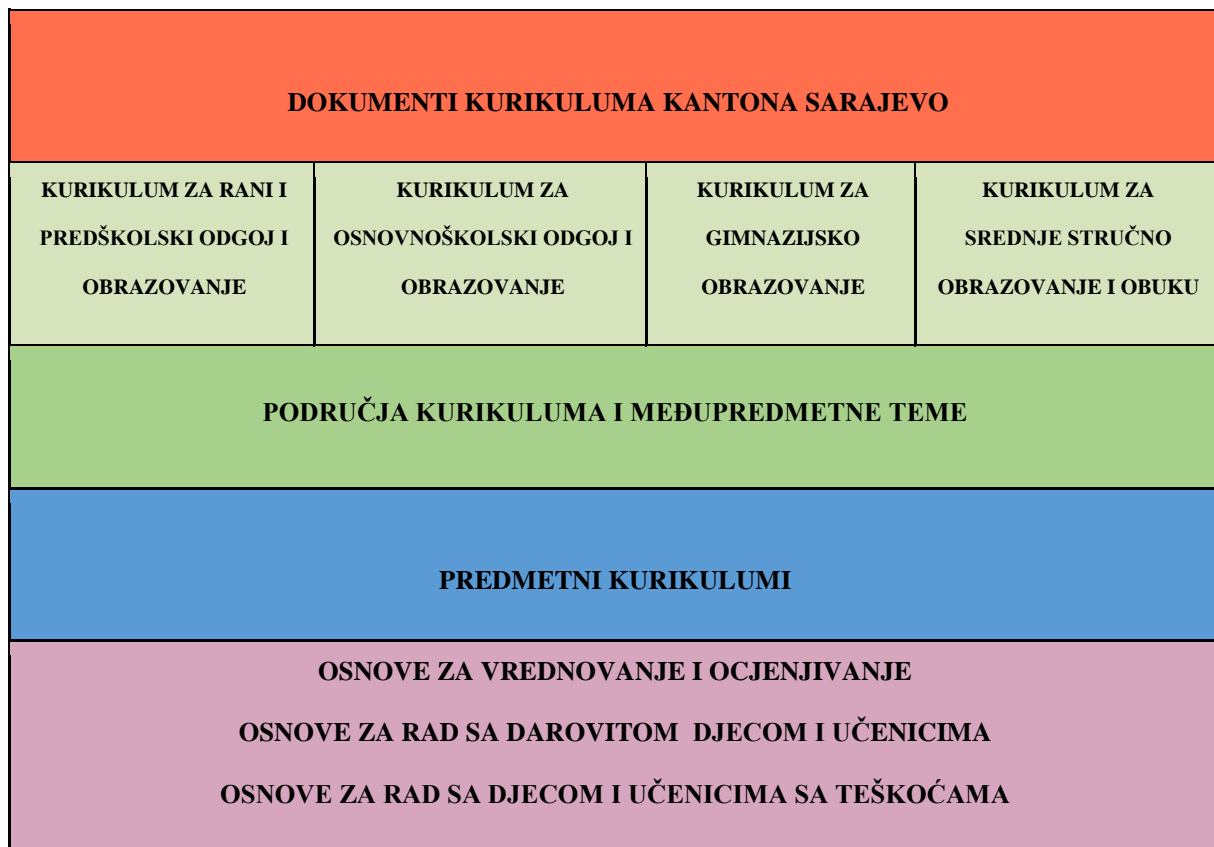 DOKUMENTI KURIKULUMA KANTONA SARAJEVO
KURIKULUM ZA RANI I
PREDŠKOLSKI ODGOJ I
OBRAZOVANJE
KURIKULUM ZA
OSNOVNOŠKOLSKI ODGOJ I
OBRAZOVANJE
KURIKULUM ZA
GIMNAZIJSKO
OBRAZOVANJE
KURIKULUM ZA
SREDNJE STRUČNO
OBRAZOVANJE I OBUKU
PODRUČJA KURIKULUMA I MEĐUPREDMETNE TEME
PREDMETNI KURIKULUMI
OSNOVE ZA VREDNOVANJE I OCJENJIVANJE
OSNOVE ZA RAD SA DAROVITOM DJECOM I UČENICIMA
OSNOVE ZA RAD SA DJECOM I UČENICIMA SA TEŠKOĆAMA